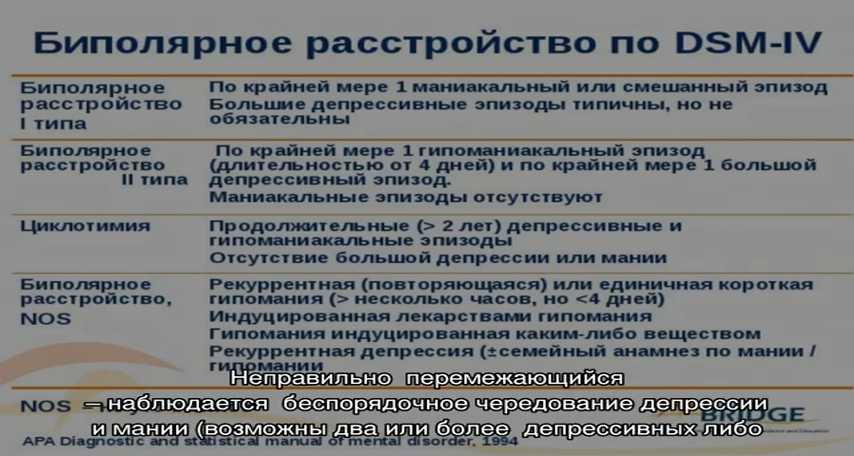 Биполярное расстройство по DSM-IV
Биполярное расстройство I типа
По крайней мере 1 маниакальный или смешанный эпизод
Большие депрессивные эпизоды типичны, но не
обязательны
Биполярное расстройство II типа
По крайней мере 1 гипоманиакальный эпизод
(длительностью от 4 дней) и по крайней мере 1 большой
депрессивный эпизод.
Маниакальные эпизоды отсутствуют
Циклотимия
Продолжительные (> 2 лет) депрессивные и
гипоманиакальные эпизоды
Отсутствие большой депрессии или мании
Биполярное расстройство, NOS
Рекуррентная (повторяющаяся) или единичная короткая
гипомания (> несколько часов, но <4 дней)
Индуцированная лекарствами гипомания
Гипомания индуцированная каким-либо веществом
Рекуррентная депрессия (±семейный анамнез по мании /
гипомании
Неправильно перемежающийся
– наблюдается беспорядочное чередование депрессии
и мании (возможны два или более депрессивных либо
NOS
BRIDGE
APA Diagnostic and statistical manual of mental disorder, 1994